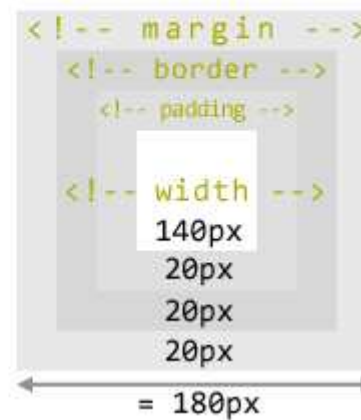 <!-- margin -->
<!-- border -->
<!-- padding -->
<!-- width -->
140px
20px
20px
20px
= 180px